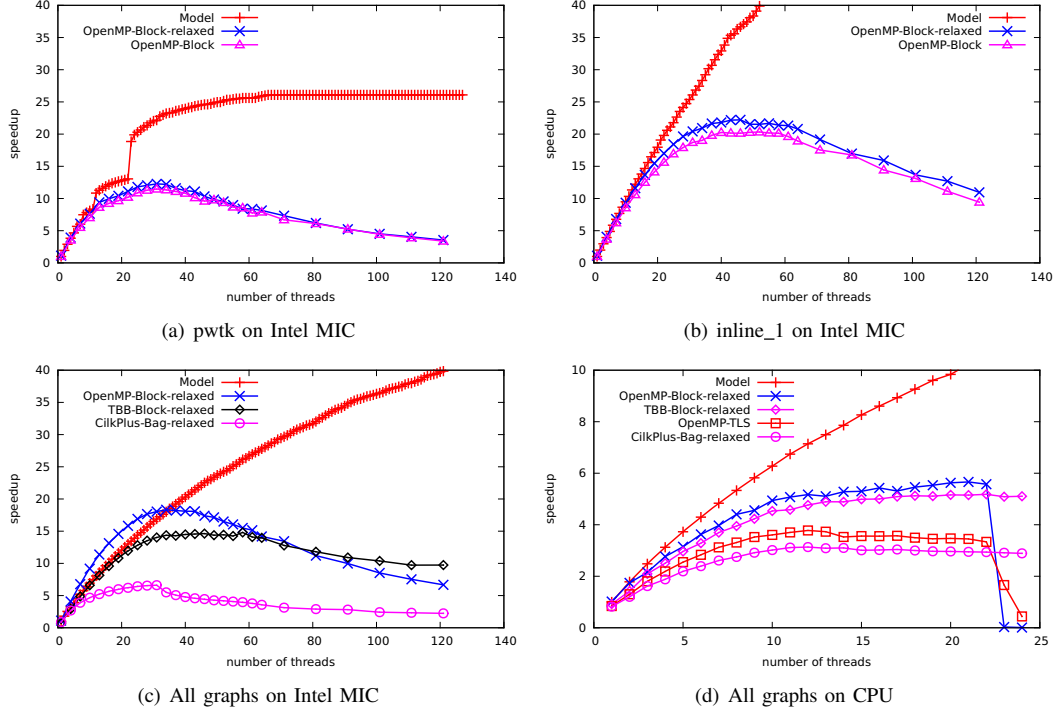 40
35
30
25
20
15
10
5
0
speedup
Model
OpenMP-Block-relaxed
OpenMP-Block
0 20 40 60 80 100 120 140
number of threads
(a) pwtk on Intel MIC
40
35
30
25
20
15
10
5
0
speedup
Model
OpenMP-Block-relaxed
OpenMP-Block
0 20 40 60 80 100 120 140
number of threads
(b) inline_1 on Intel MIC
40
35
30
25
20
15
10
5
0
speedup
Model
OpenMP-Block-relaxed
TBB-Block-relaxed
CilkPlus-Bag-relaxed
0 20 40 60 80 100 120 140
number of threads
(c) All graphs on Intel MIC
10
8
6
4
2
0
speedup
Model
OpenMP-Block-relaxed
TBB-Block-relaxed
OpenMP-TLS
CilkPlus-Bag-relaxed
0 5 10 15 20 25
number of threads
(d) All graphs on CPU